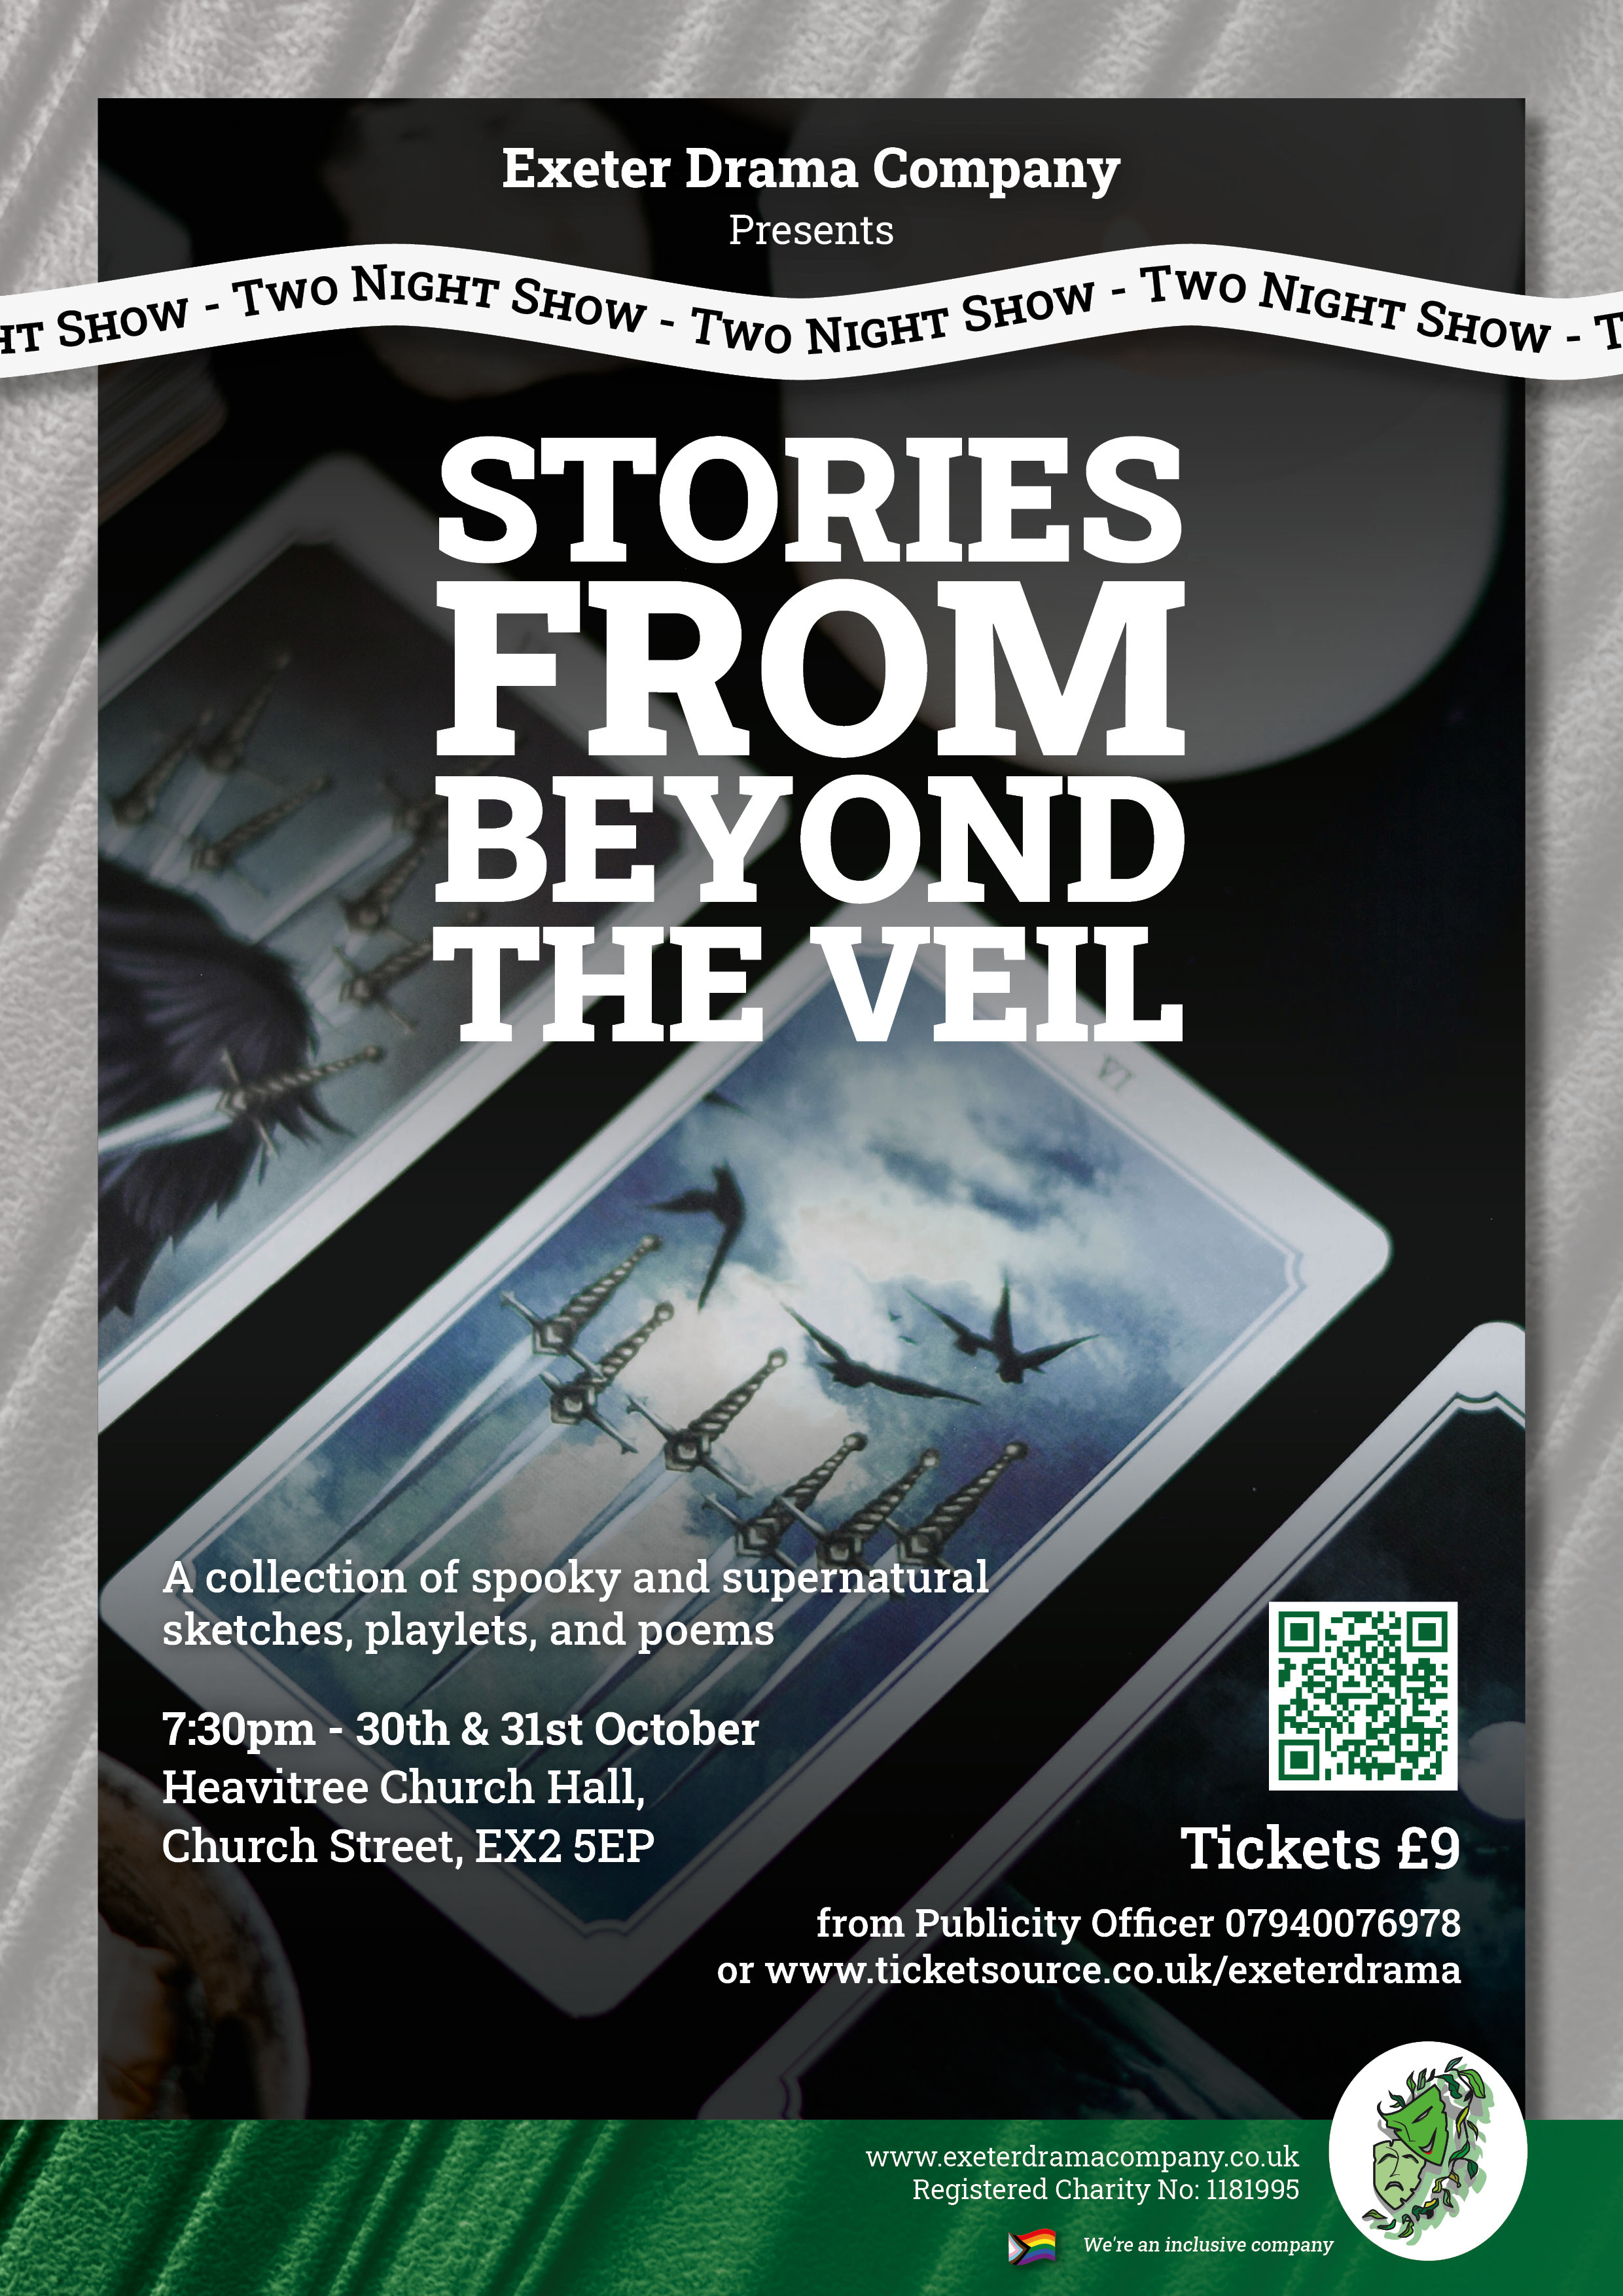 Exeter Drama Company
Presents
HT SHOW - TWO NIGHT SHOW - TWO NIGHT SHOW - TWO NIGHT SHOW - T
STORIES
FROM
BEYOND
THE VEIL
VI
A collection of spooky and supernatural
sketches, playlets, and poems
7:30pm - 30th & 31st October
Heavitree Church Hall,
Church Street, EX2 5EP
Tickets £9
from Publicity Officer 07940076978
or www.ticketsource.co.uk/exeterdrama
www.exeterdramacompany.co.uk
Registered Charity No: 1181995
We're an inclusive company